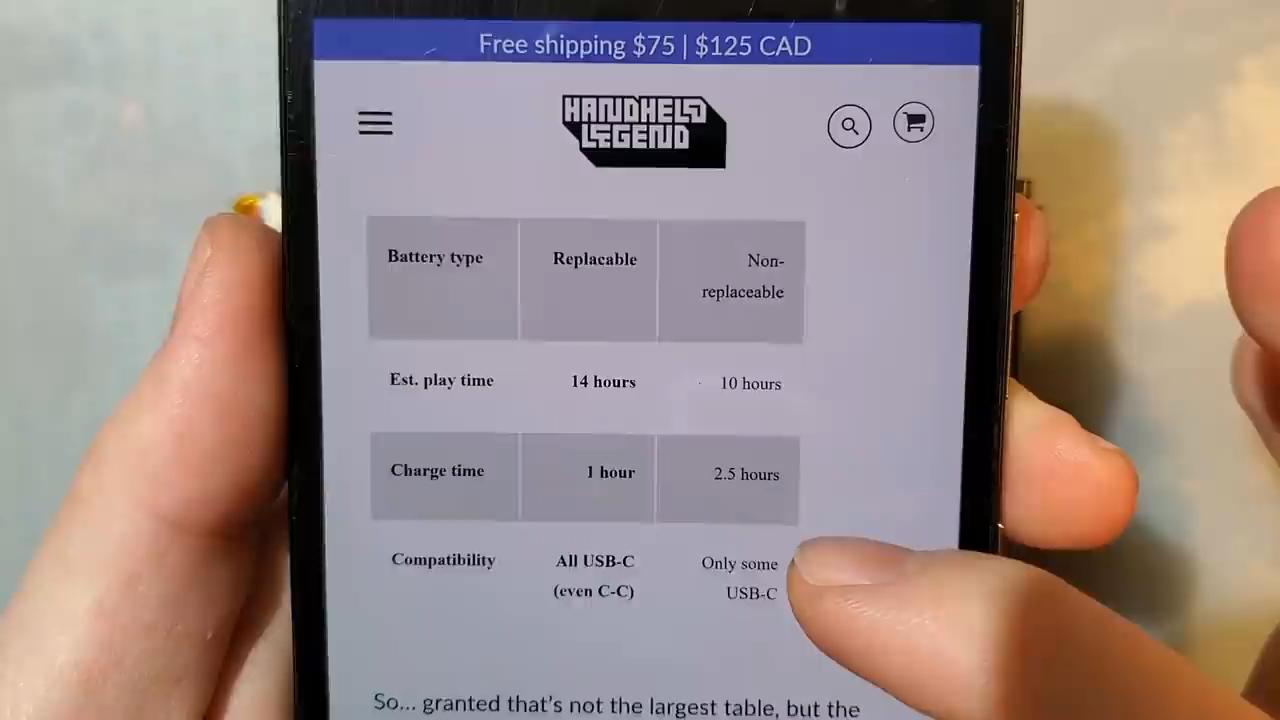 Free shipping $75 | $125 CAD
HANDHELD
LEGEND
Battery type Replacable Non-
replaceable
Est. play time 14 hours 10 hours
Charge time 1 hour 2.5 hours
Compatibility All USB-C Only some
(even C-C) USB-C
So... granted that's not the largest table, but the